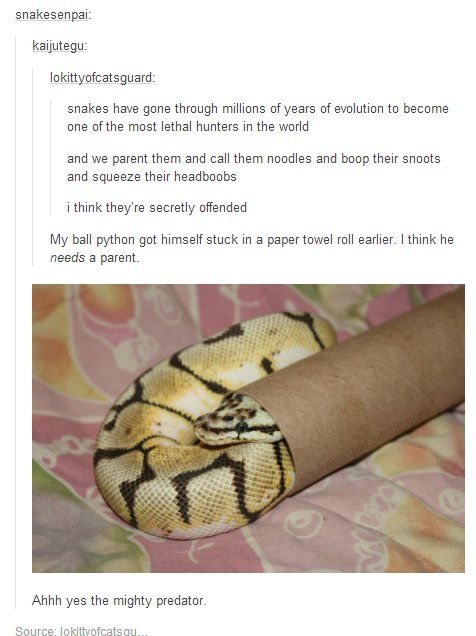 snakesenpai:
kaijutegu:
lokittyofcatsguard:
snakes have gone through millions of years of evolution to become
one of the most lethal hunters in the world
and we parent them and call them noodles and boop their snoots
and squeeze their headboobs
i think they're secretly offended
My ball python got himself stuck in a paper towel roll earlier. I think he
needs a parent.
Ahhh yes the mighty predator.
Source: lokittyofcatsgu...